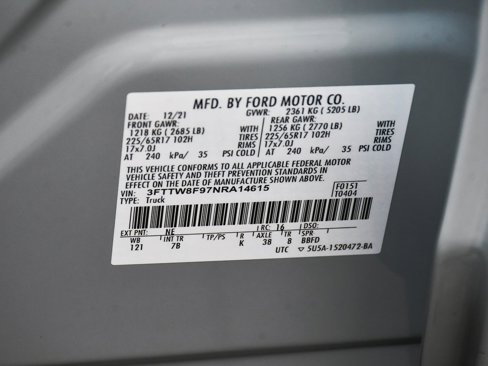 MFD. BY FORD MOTOR CO.
DATE: 12/21 GVWR: 2361 KG ( 5205 LB)
FRONT GAWR: REAR GAWR:
1218 KG ( 2685 LB) WITH 1256 KG ( 2770 LB) WITH
225/65R17 102H TIRES 225/65R17 102H TIRES
17x7.0J RIMS 17x7.0J RIMS
AT 240 kPa/ 35 PSI COLD AT 240 kPa/ 35 PSI COLD
THIS VEHICLE CONFORMS TO ALL APPLICABLE FEDERAL MOTOR
VEHICLE SAFETY AND THEFT PREVENTION STANDARDS IN
EFFECT ON THE DATE OF MANUFACTURE SHOWN ABOVE.
VIN: 3FTTW8F97NRA14615 F0151
TYPE: Truck T0404
EXT PNT: NE RC: 16 DSO:
WB INT TR TP/PS R AXLE TR SPR
121 7B K 38 8 BBFD
UTC ▽ 5U5A-1520472-BA